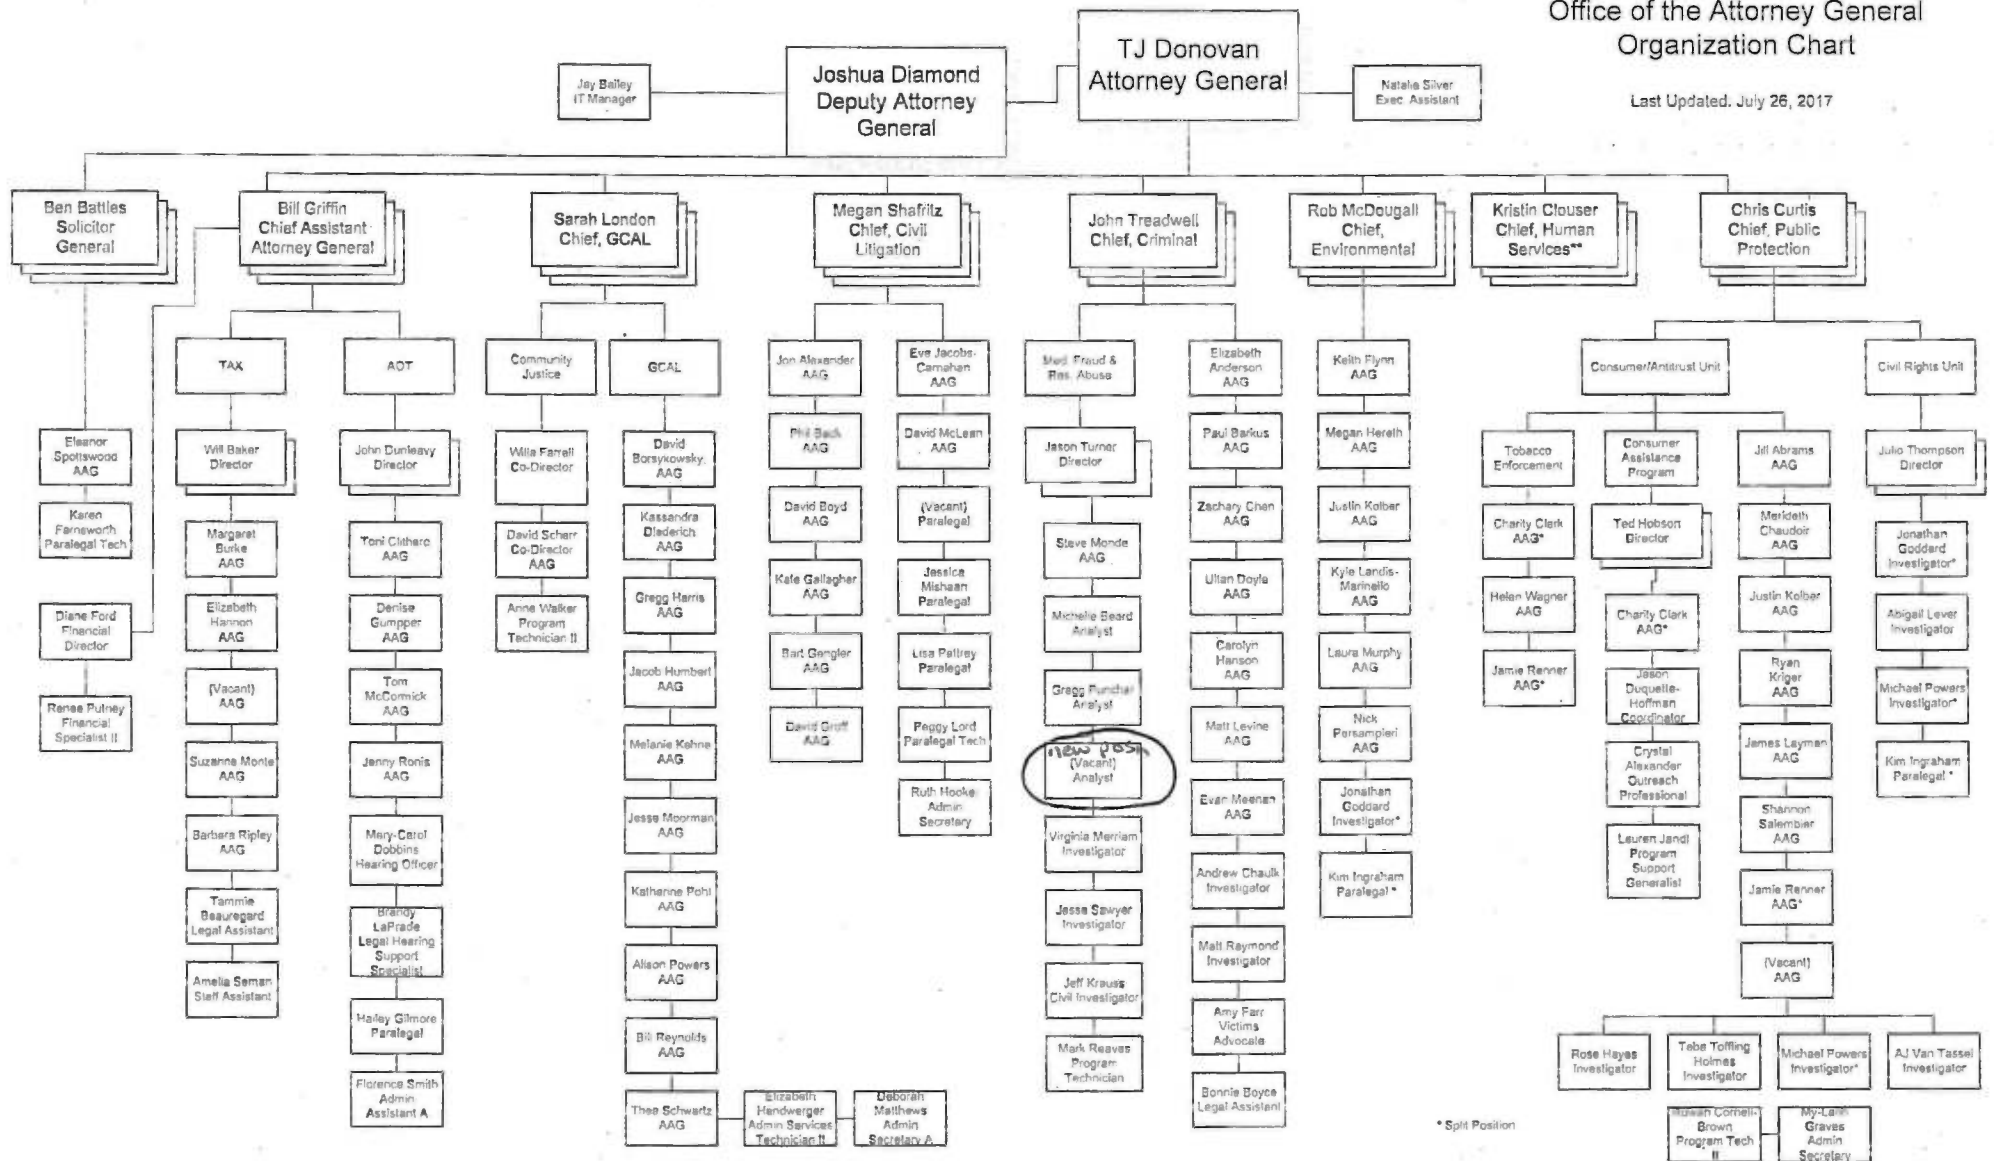 Office of the Attorney General
Organization Chart
Last Updated. July 26, 2017
TJ Donovan
Attorney General
Joshua Diamond
Deputy Attorney
General
Jay Bailey
IT Manager
Natalie Silver
Exec. Assistant
Ben Battles
Solicitor
General
Bill Griffin
Chief Assistant
Attorney General
Sarah London
Chief, GCAL
Megan Shafritz
Chief, Civil
Litigation
John Treadwell
Chief, Criminal
Rob McDougall
Chief,
Environmental
Kristin Clouser
Chief, Human
Services**
Chris Curtis
Chief, Public
Protection
Eleanor
Spottswood
AAG
Karen
Farnsworth
Paralegal Tech
Diane Ford
Financial
Director
Renee Putney
Financial
Specialist II
TAX
Will Baker
Director
Margaret
Burke
AAG
Elizabeth
Hannon
AAG
(Vacant)
AAG
Suzanne Monte
AAG
Barbara Ripley
AAG
Tammie
Beauregard
Legal Assistant
Amelia Seman
Staff Assistant
AOT
John Dunleavy
Director
Toni Clithero
AAG
Denise
Gumpper
AAG
Tom
McCormick
AAG
Jenny Ronis
AAG
Mary-Carol
Dobbins
Hearing Officer
Brandy
LaPrade
Legal Hearing
Support
Specialist
Hailey Gilmore
Paralegal
Florence Smith
Admin
Assistant A
Community
Justice
Willa Farrell
Co-Director
David Scherr
Co-Director
AAG
Anne Walker
Program
Technician II
GCAL
David
Borsykowsky
AAG
Kassandra
Diederich
AAG
Gregg Harris
AAG
Jacob Humbert
AAG
Melanie Kehne
AAG
Jesse Moorman
AAG
Katharine Pohl
AAG
Alison Powers
AAG
Bill Reynolds
AAG
Thea Schwartz
AAG
Elizabeth
Handwerger
Admin Services
Technician II
Deborah
Matthews
Admin
Secretary A
Jon Alexander
AAG
Phil Back
AAG
David Boyd
AAG
Kate Gallagher
AAG
Bart Gengler
AAG
David Groff
AAG
Eve Jacobs-
Carnahan
AAG
David McLean
AAG
(Vacant)
Paralegal
Jessica
Mishaan
Paralegal
Lisa Pettrey
Paralegal
Peggy Lord
Paralegal Tech
Ruth Hooke
Admin
Secretary
Med. Fraud &
Res. Abuse
Jason Turner
Director
Steve Monde
AAG
Michelle Beard
Analyst
Gregg
Analyst
new posn
(Vacant)
Analyst
Virginia Merriam
Investigator
Jesse Sawyer
Investigator
Jeff Krauss
Civil Investigator
Mark Reaves
Program
Technician
Elizabeth
Anderson
AAG
Paul Barkus
AAG
Zachary Chen
AAG
Ultan Doyle
AAG
Carolyn
Hanson
AAG
Matt Levine
AAG
Evan Meenan
AAG
Andrew Chaulk
Investigator
Matt Raymond
Investigator
Amy Farr
Victims
Advocate
Bonnie Boyce
Legal Assistant
Keith Flynn
AAG
Megan Hereth
AAG
Justin Kolber
AAG
Kyle Landis-
Marinello
AAG
Laura Murphy
AAG
Nick
Persampieri
AAG
Jonathan
Goddard
Investigator*
Kim Ingraham
Paralegal *
Consumer/Antitrust Unit
Tobacco
Enforcement
Charity Clark
AAG*
Helen Wagner
AAG
Jamie Renner
AAG*
Consumer
Assistance
Program
Ted Hobson
Director
Charity Clark
AAG*
Jason
Duquette-
Hoffman
Coordinator
Crystal
Alexander
Outreach
Professional
Lauren Jandl
Program
Support
Generalist
Jill Abrams
AAG
Merideth
Chaudoir
AAG
Justin Kolber
AAG
Ryan
Kriger
AAG
James Layman
AAG
Shannon
Salembier
AAG
Jamie Renner
AAG*
(Vacant)
AAG
Rose Hayes
Investigator
Tebe Toffling
Holmes
Investigator
Michael Powers
Investigator*
AJ Van Tassel
Investigator
Cornell-
Brown
Program Tech
II
My-Lanh
Graves
Admin
Secretary
Civil Rights Unit
Julio Thompson
Director
Jonathan
Goddard
Investigator*
Abigail Lever
Investigator
Michael Powers
Investigator*
Kim Ingraham
Paralegal *
* Split Position